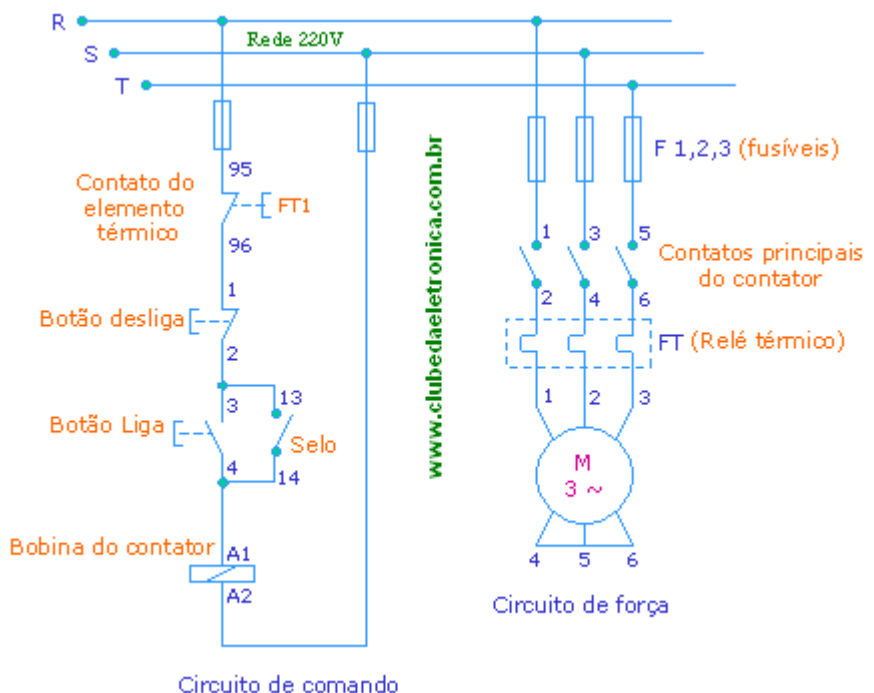 R
Rede 220V
S
T
95
Contato do
elemento
térmico
FT1
96
1
Botão desliga
2
3
13
Botão Liga
Selo
4
14
Bobina do contator
A1
A2
Circuito de comando
www.clubedaeletronica.com.br
F 1,2,3 (fusíveis)
1 3 5
Contatos principais
do contator
2 4 6
FT (Relé térmico)
1 2 3
M
3 ~
4 5 6
Circuito de força